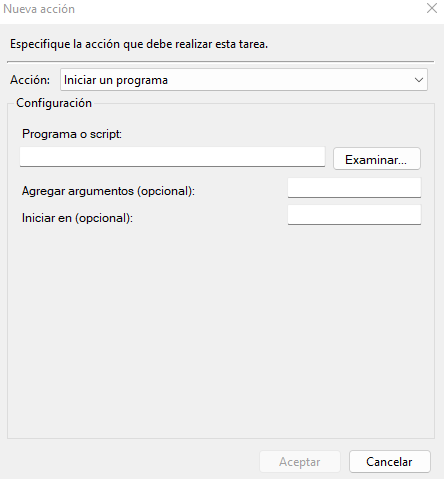 Nueva acción
Especifique la acción que debe realizar esta tarea.
Acción: Iniciar un programa
Configuración
Programa o script:
Examinar...
Agregar argumentos (opcional):
Iniciar en (opcional):
Aceptar Cancelar